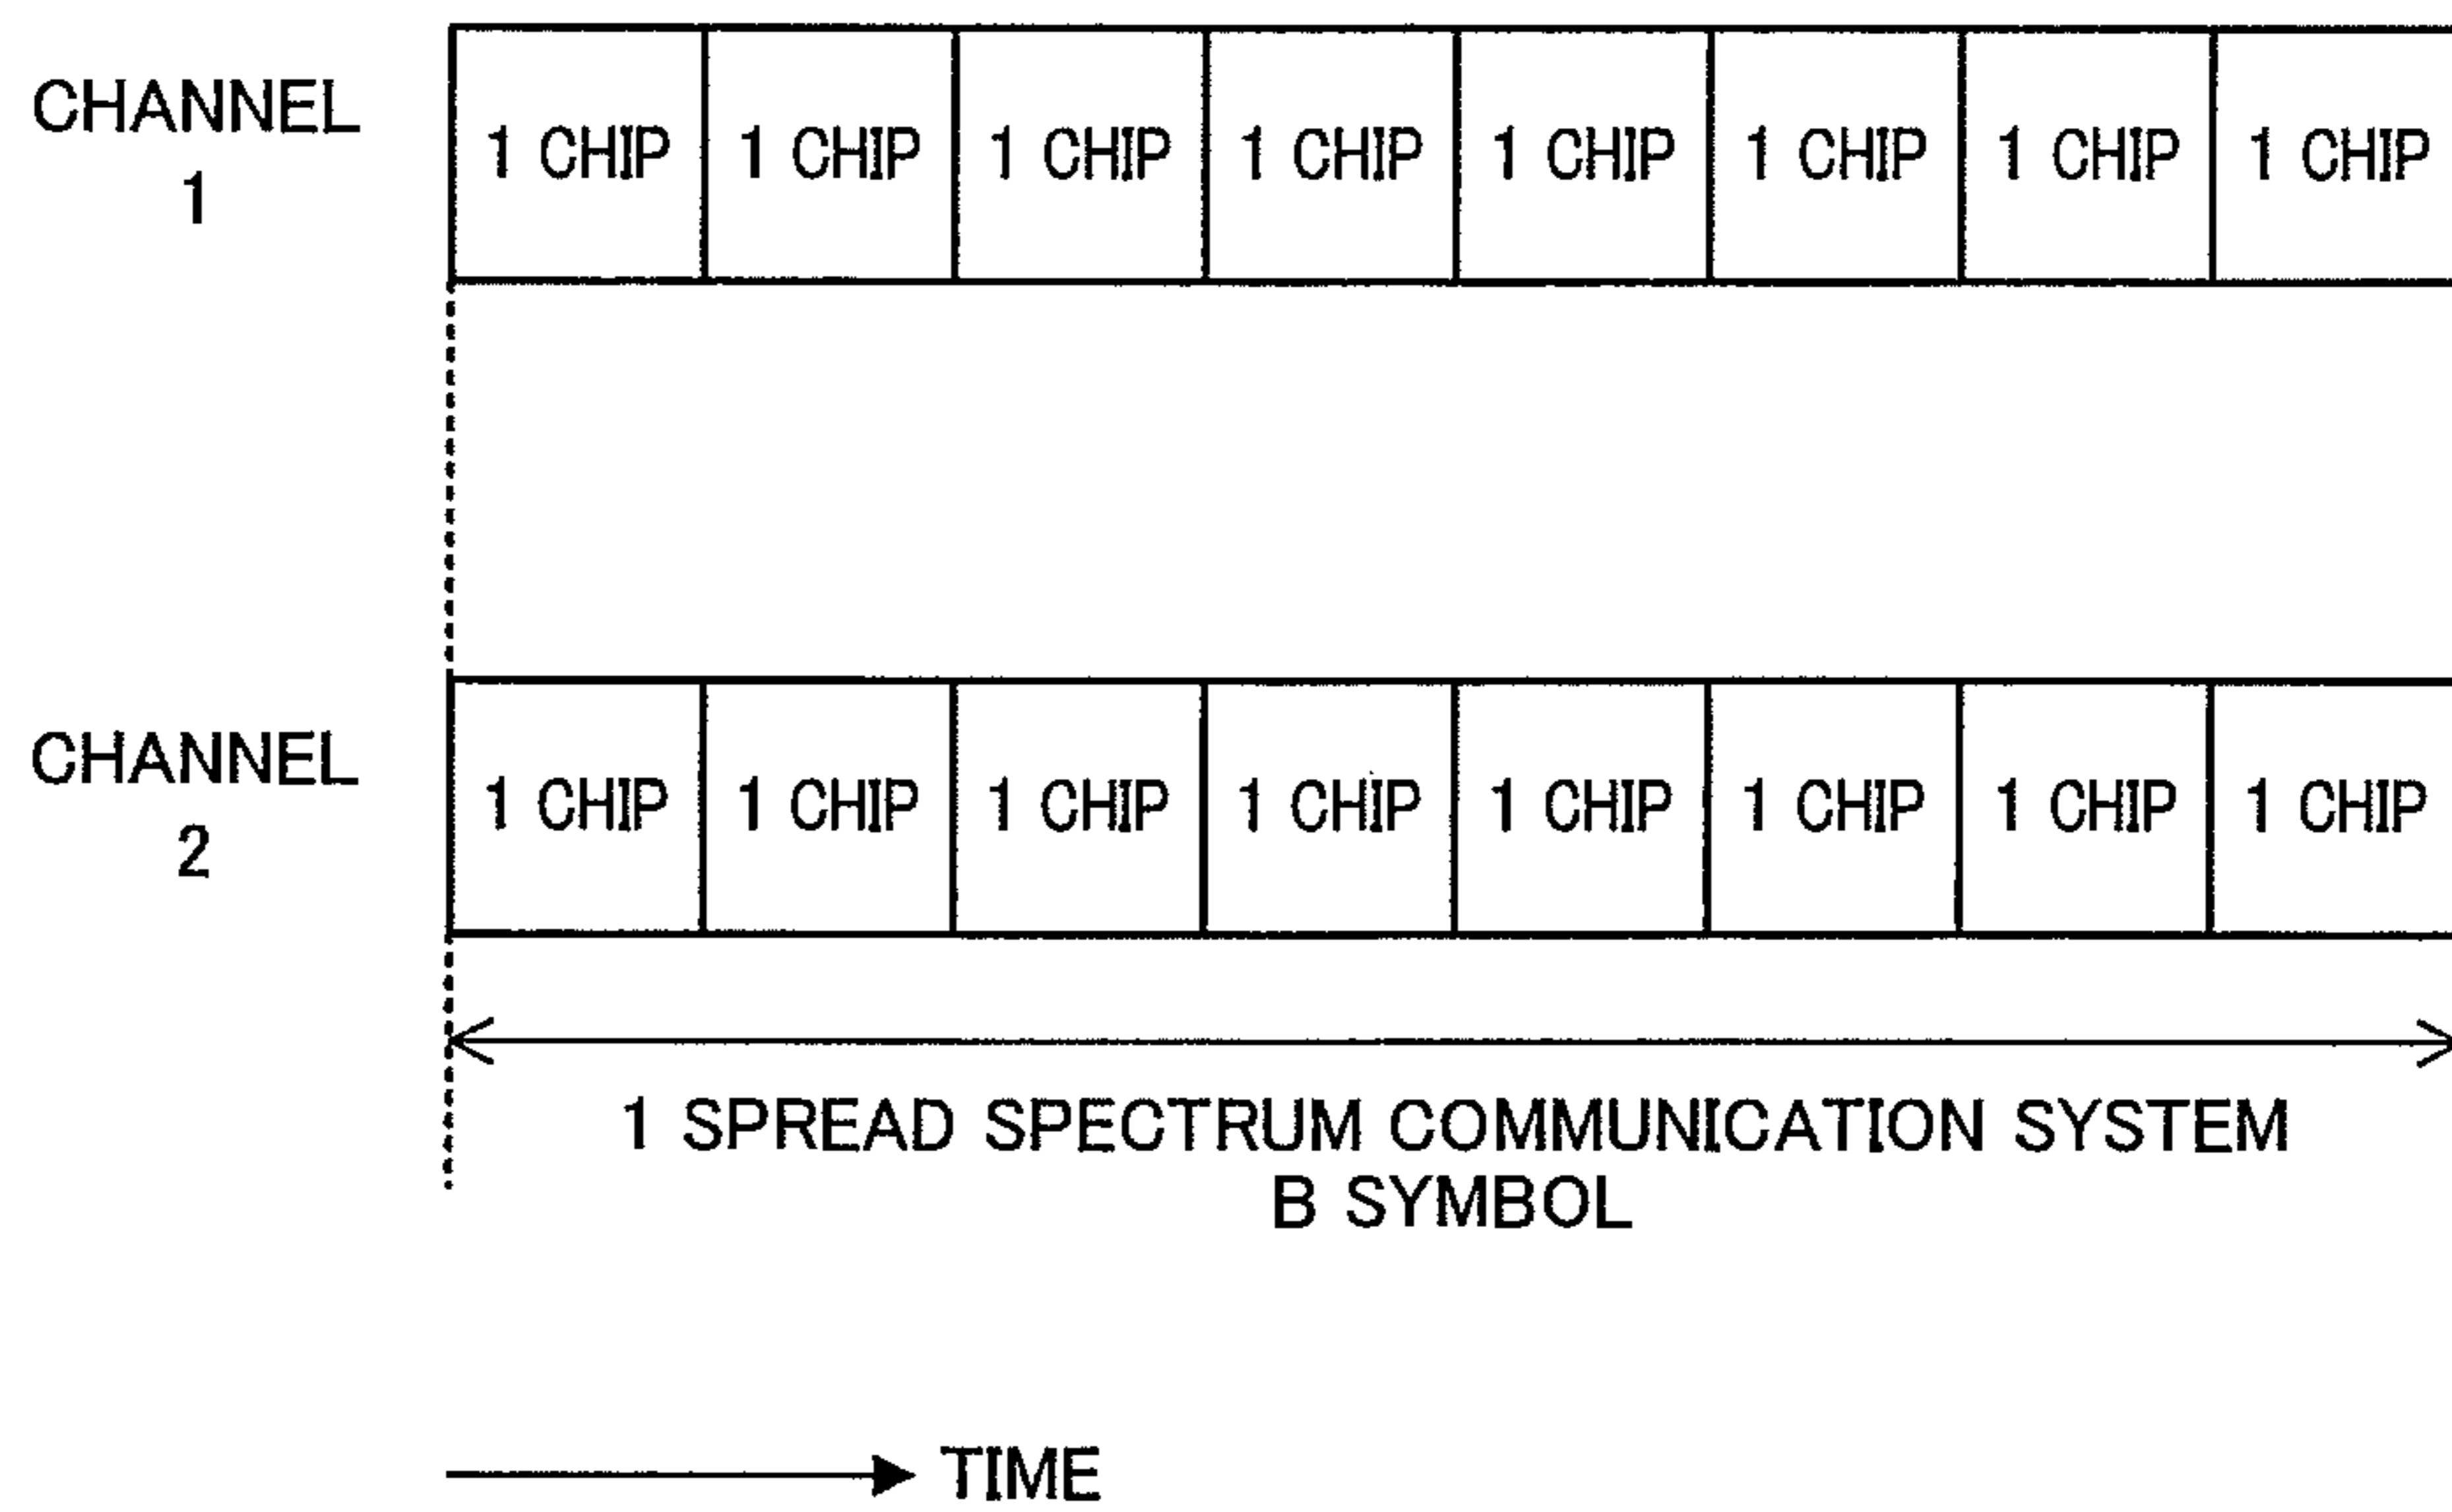 CHANNEL
1
1 CHIP 1 CHIP 1 CHIP 1 CHIP 1 CHIP 1 CHIP 1 CHIP 1 CHIP
CHANNEL
2
1 CHIP 1 CHIP 1 CHIP 1 CHIP 1 CHIP 1 CHIP 1 CHIP 1 CHIP
1 SPREAD SPECTRUM COMMUNICATION SYSTEM
B SYMBOL
TIME